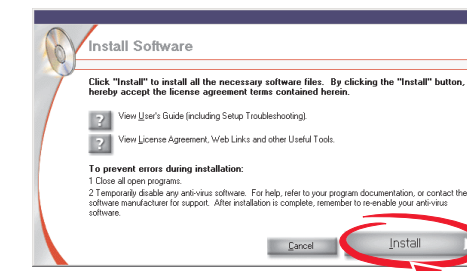 Install Software
Click "Install" to install all the necessary software files. By clicking the "Install" button,
hereby accept the license agreement terms contained herein.
? View User's Guide (including Setup Troubleshooting).
? View License Agreement, Web Links and other Useful Tools.
To prevent errors during installation:
1 Close all open programs.
2 Temporarily disable any anti-virus software. For help, refer to your program documentation, or contact the
software manufacturer for support. After installation is complete, remember to re-enable your anti-virus
software.
Cancel Install